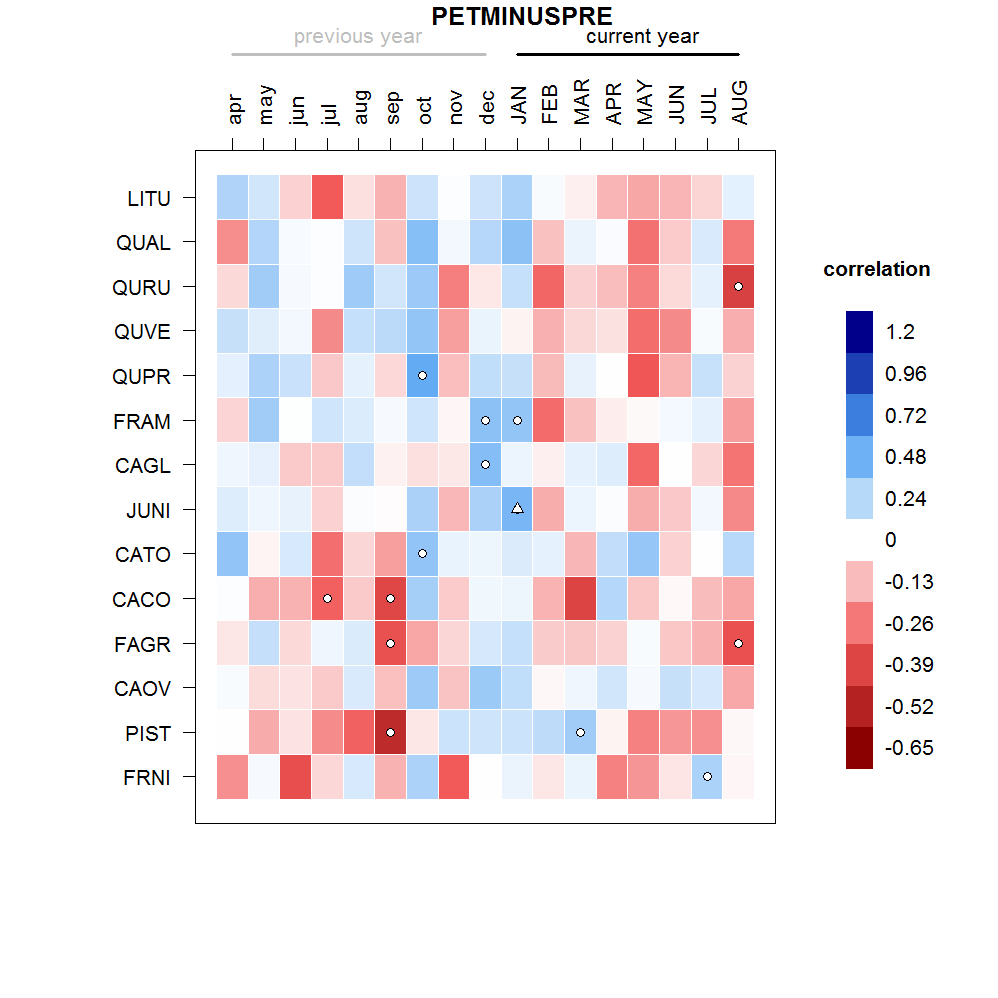 PETMINUSPRE
previous year current year
apr may jun jul aug sep oct nov dec JAN FEB MAR APR MAY JUN JUL AUG
LITU
QUAL
QURU
QUVE
QUPR
FRAM
CAGL
JUNI
CATO
CACO
FAGR
CAOV
PIST
FRNI
correlation
1.2
0.96
0.72
0.48
0.24
0
-0.13
-0.26
-0.39
-0.52
-0.65